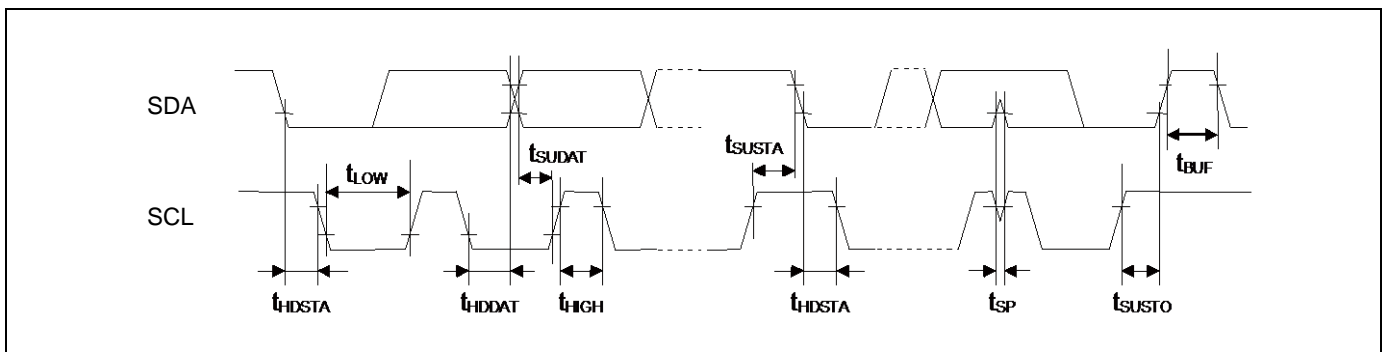 SDA
tSUDAT
tSUSTA
tBUF
tLOW
SCL
tHDSTA
tHDDAT
tHIGH
tHDSTA
tSP
tSUSTO